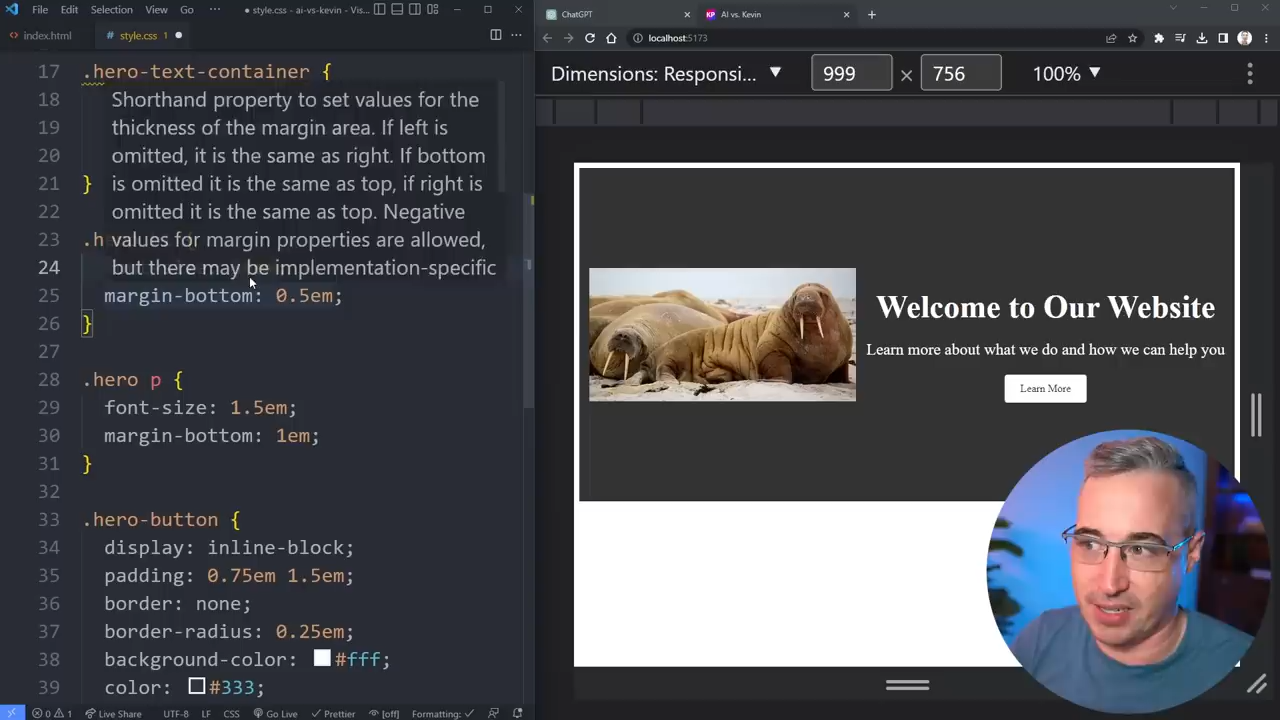 File Edit Selection View Go ··· ● style.css - ai-vs-kevin - Vis...
index.html style.css 1 ●
17 .hero-text-container {
18 Shorthand property to set values for the
19 thickness of the margin area. If left is
20 omitted, it is the same as right. If bottom
21 } is omitted it is the same as top, if right is
22 omitted it is the same as top. Negative
23 .h values for margin properties are allowed,
24 but there may be implementation-specific
25 margin-bottom: 0.5em;
26 }
27
28 .hero p {
29 font-size: 1.5em;
30 margin-bottom: 1em;
31 }
32
33 .hero-button {
34 display: inline-block;
35 padding: 0.75em 1.5em;
36 border: none;
37 border-radius: 0.25em;
38 background-color: #fff;
39 color: #333;
0 1 Live Share UTF-8 LF CSS Go Live Prettier [off] Formatting:
ChatGPT KP AI vs. Kevin
localhost:5173
Dimensions: Responsi... 999 × 756 100%
Welcome to Our Website
Learn more about what we do and how we can help you
Learn More